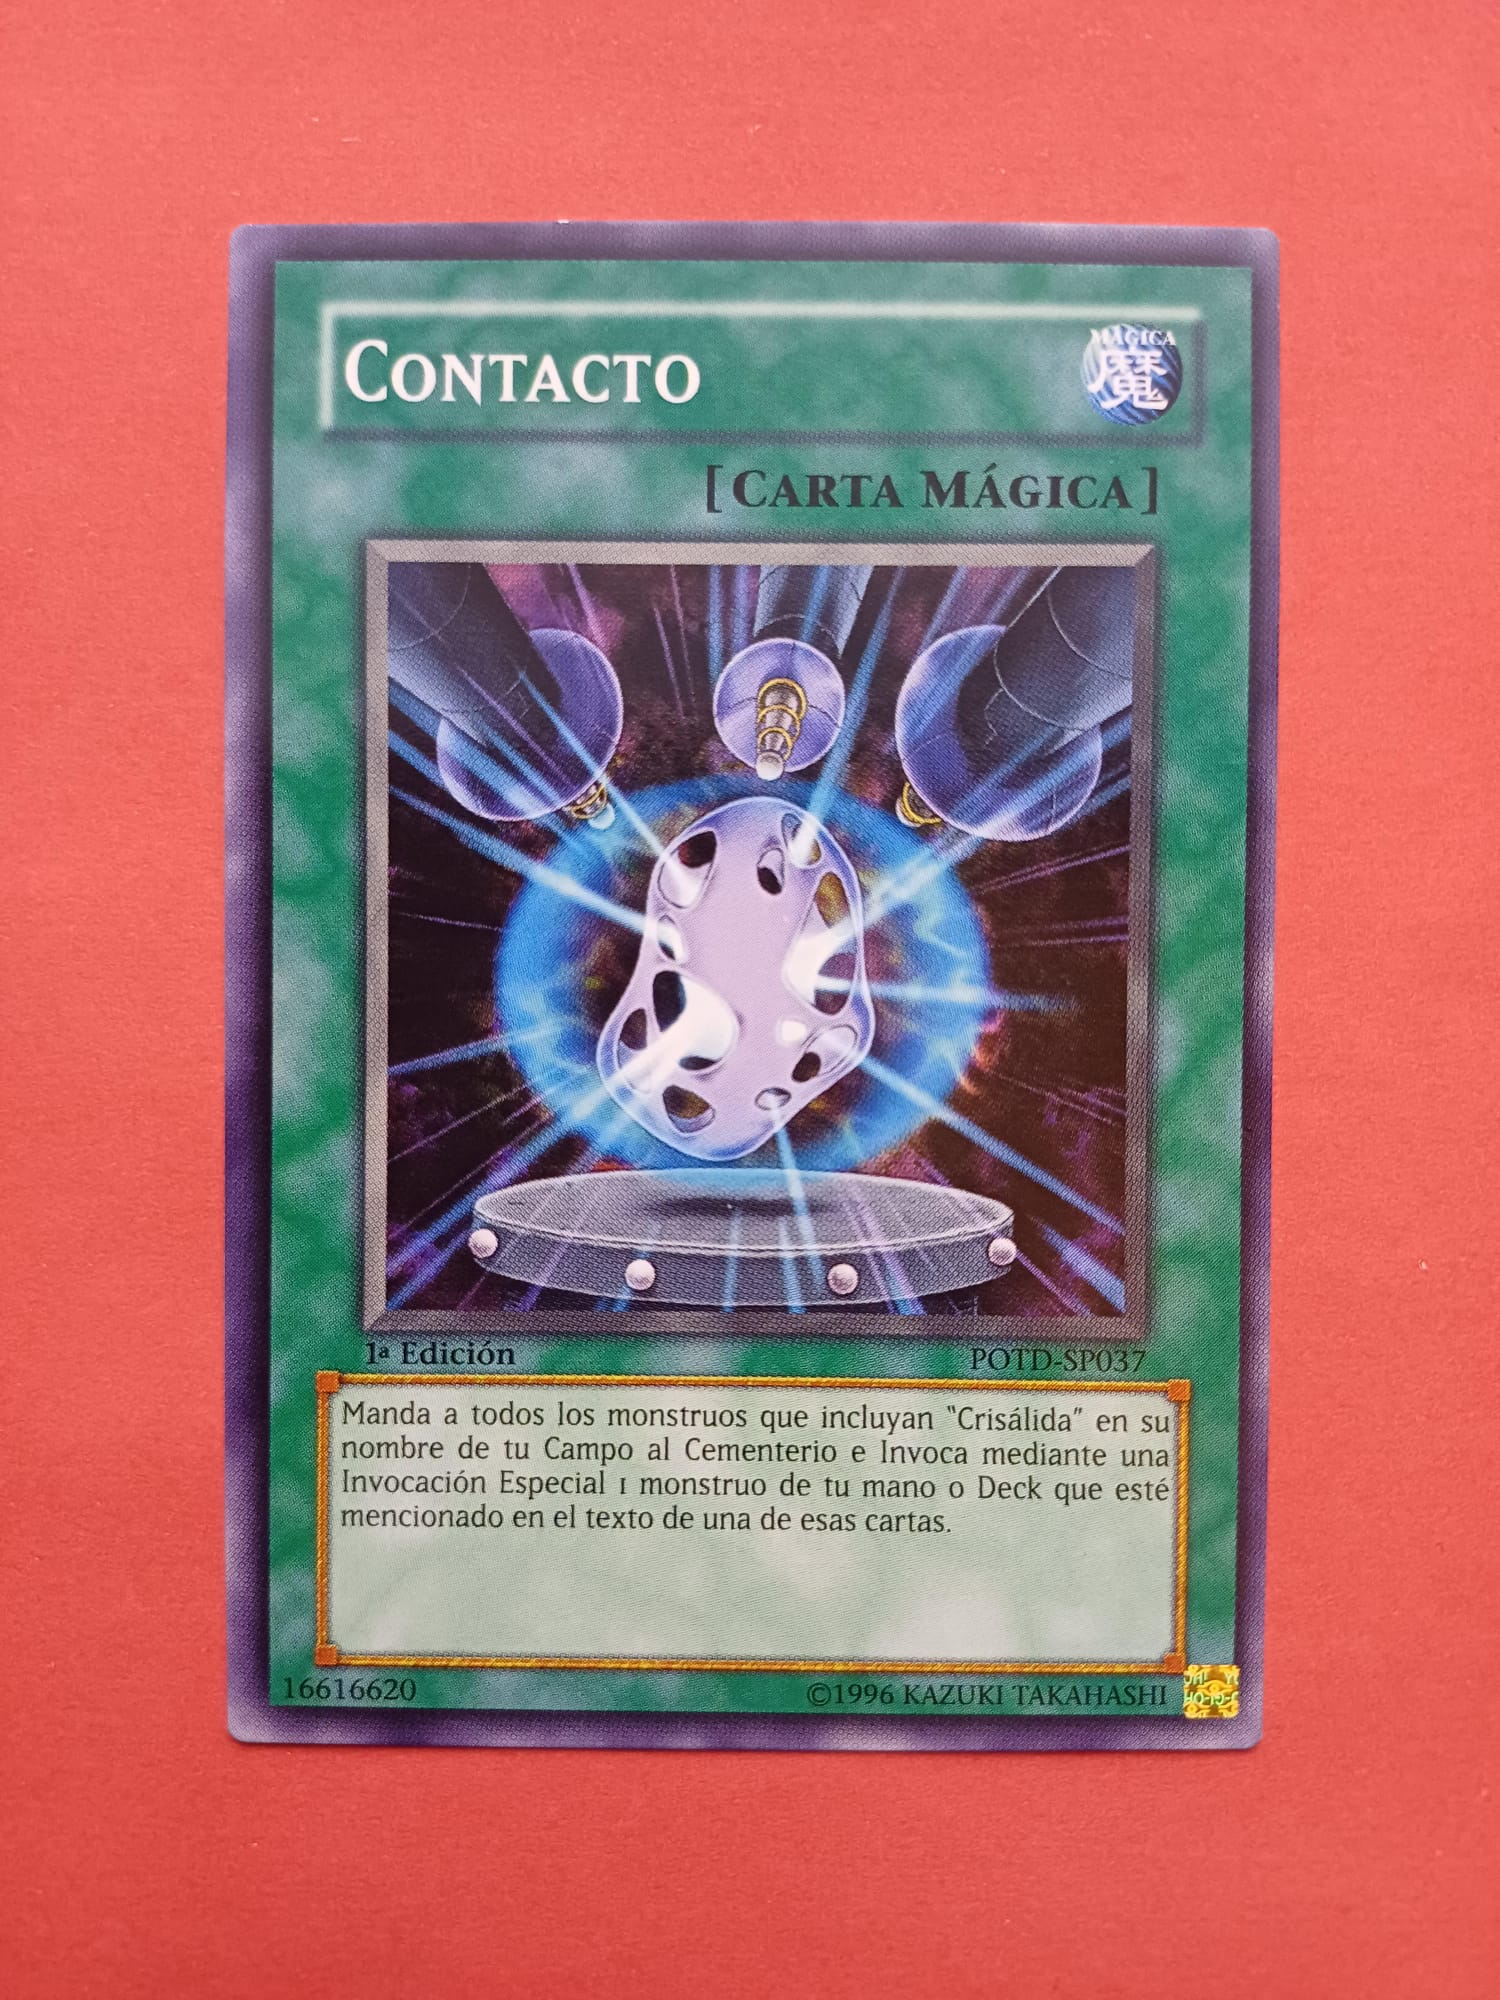 CONTACTO
MÁGICA
魔
[CARTA MÁGICA]
1ª Edición
POTD-SP037
Manda a todos los monstruos que incluyan "Crisálida" en su
nombre de tu Campo al Cementerio e Invoca mediante una
Invocación Especial 1 monstruo de tu mano o Deck que esté
mencionado en el texto de una de esas cartas.
16616620
©1996 KAZUKI TAKAHASHI